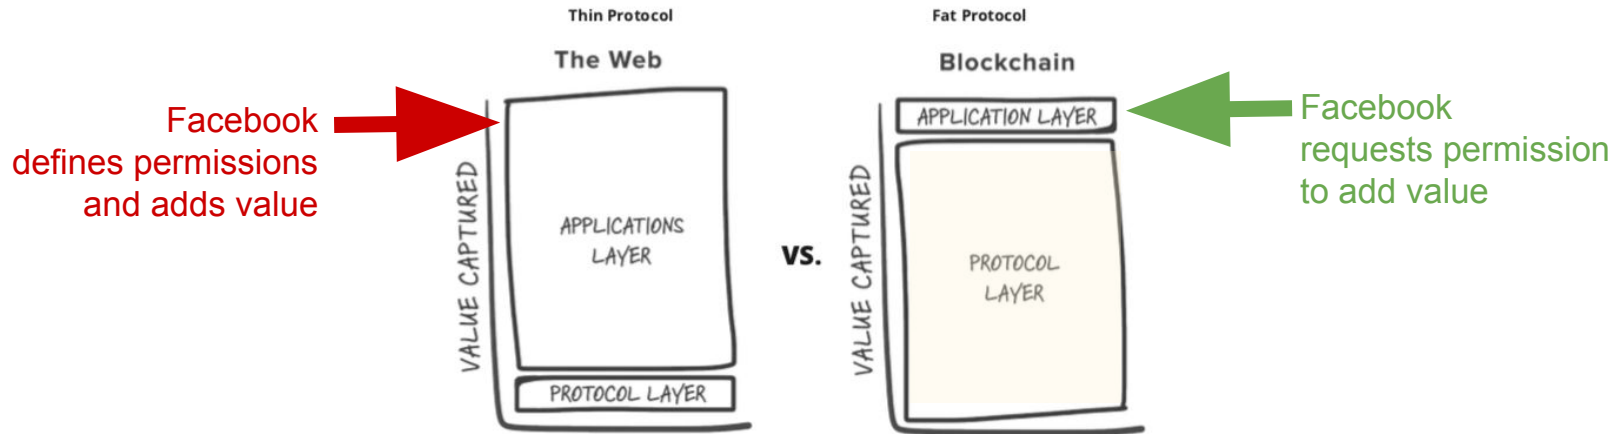 Thin Protocol
The Web
Facebook
defines permissions
and adds value
VALUE CAPTURED
APPLICATIONS
LAYER
PROTOCOL LAYER
VS.
Fat Protocol
Blockchain
VALUE CAPTURED
APPLICATION LAYER
PROTOCOL
LAYER
Facebook
requests permission
to add value